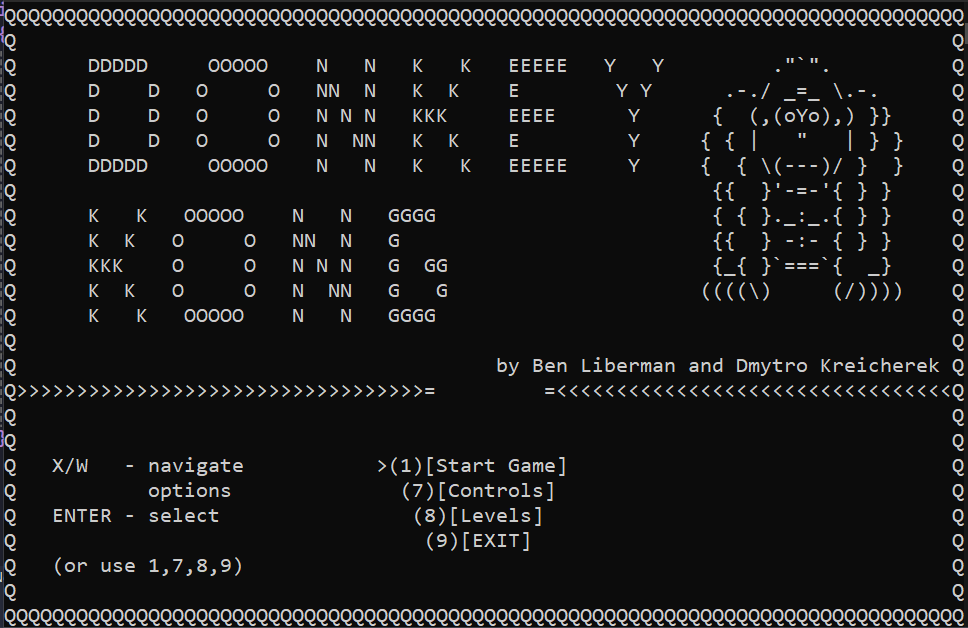 QQQQQQQQQQQQQQQQQQQQQQQQQQQQQQQQQQQQQQQQQQQQQQQQQQQQQQQQQQQQQQQQQQQQQQQQQQQQQQQQ
Q                                                                              Q
Q      DDDDD     OOOOO    N   N   K   K   EEEEE   Y   Y         ."`".          Q
Q      D    D   O     O   NN  N   K  K    E        Y Y      .-./ _=_ \.-.      Q
Q      D    D   O     O   N N N   KKK     EEEE      Y      {  (,(oYo),) }}     Q
Q      D    D   O     O   N  NN   K  K    E         Y     { { |   "   | } }    Q
Q      DDDDD     OOOOO    N   N   K   K   EEEEE     Y     {  { \(---)/ }  }    Q
Q                                                          {{  }'-=-'{ } }     Q
Q      K   K   OOOOO    N   N   GGGG                       { { }._:_.{ } }     Q
Q      K  K   O     O   NN  N   G                          {{  } -:- { } }     Q
Q      KKK    O     O   N N N   G  GG                      {_{ }`===`{  _}     Q
Q      K  K   O     O   N  NN   G   G                     ((((\)     (/))))    Q
Q      K   K   OOOOO    N   N   GGGG                                           Q
Q                                                                              Q
Q                                        by Ben Liberman and Dmytro Kreicherek Q
Q>>>>>>>>>>>>>>>>>>>>>>>>>>>>>>>>>>=         =<<<<<<<<<<<<<<<<<<<<<<<<<<<<<<<<<Q
Q                                                                              Q
Q                                                                              Q
Q   X/W   - navigate           >(1)[Start Game]                                Q
Q           options              (7)[Controls]                                 Q
Q   ENTER - select                (8)[Levels]                                  Q
Q                                  (9)[EXIT]                                   Q
Q   (or use 1,7,8,9)                                                           Q
Q                                                                              Q
QQQQQQQQQQQQQQQQQQQQQQQQQQQQQQQQQQQQQQQQQQQQQQQQQQQQQQQQQQQQQQQQQQQQQQQQQQQQQQQQ